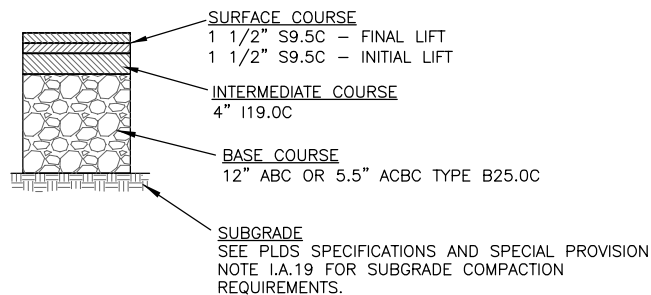 SURFACE COURSE
1 1/2" S9.5C – FINAL LIFT
1 1/2" S9.5C – INITIAL LIFT
INTERMEDIATE COURSE
4" I19.0C
BASE COURSE
12" ABC OR 5.5" ACBC TYPE B25.0C
SUBGRADE
SEE PLDS SPECIFICATIONS AND SPECIAL PROVISION
NOTE I.A.19 FOR SUBGRADE COMPACTION
REQUIREMENTS.